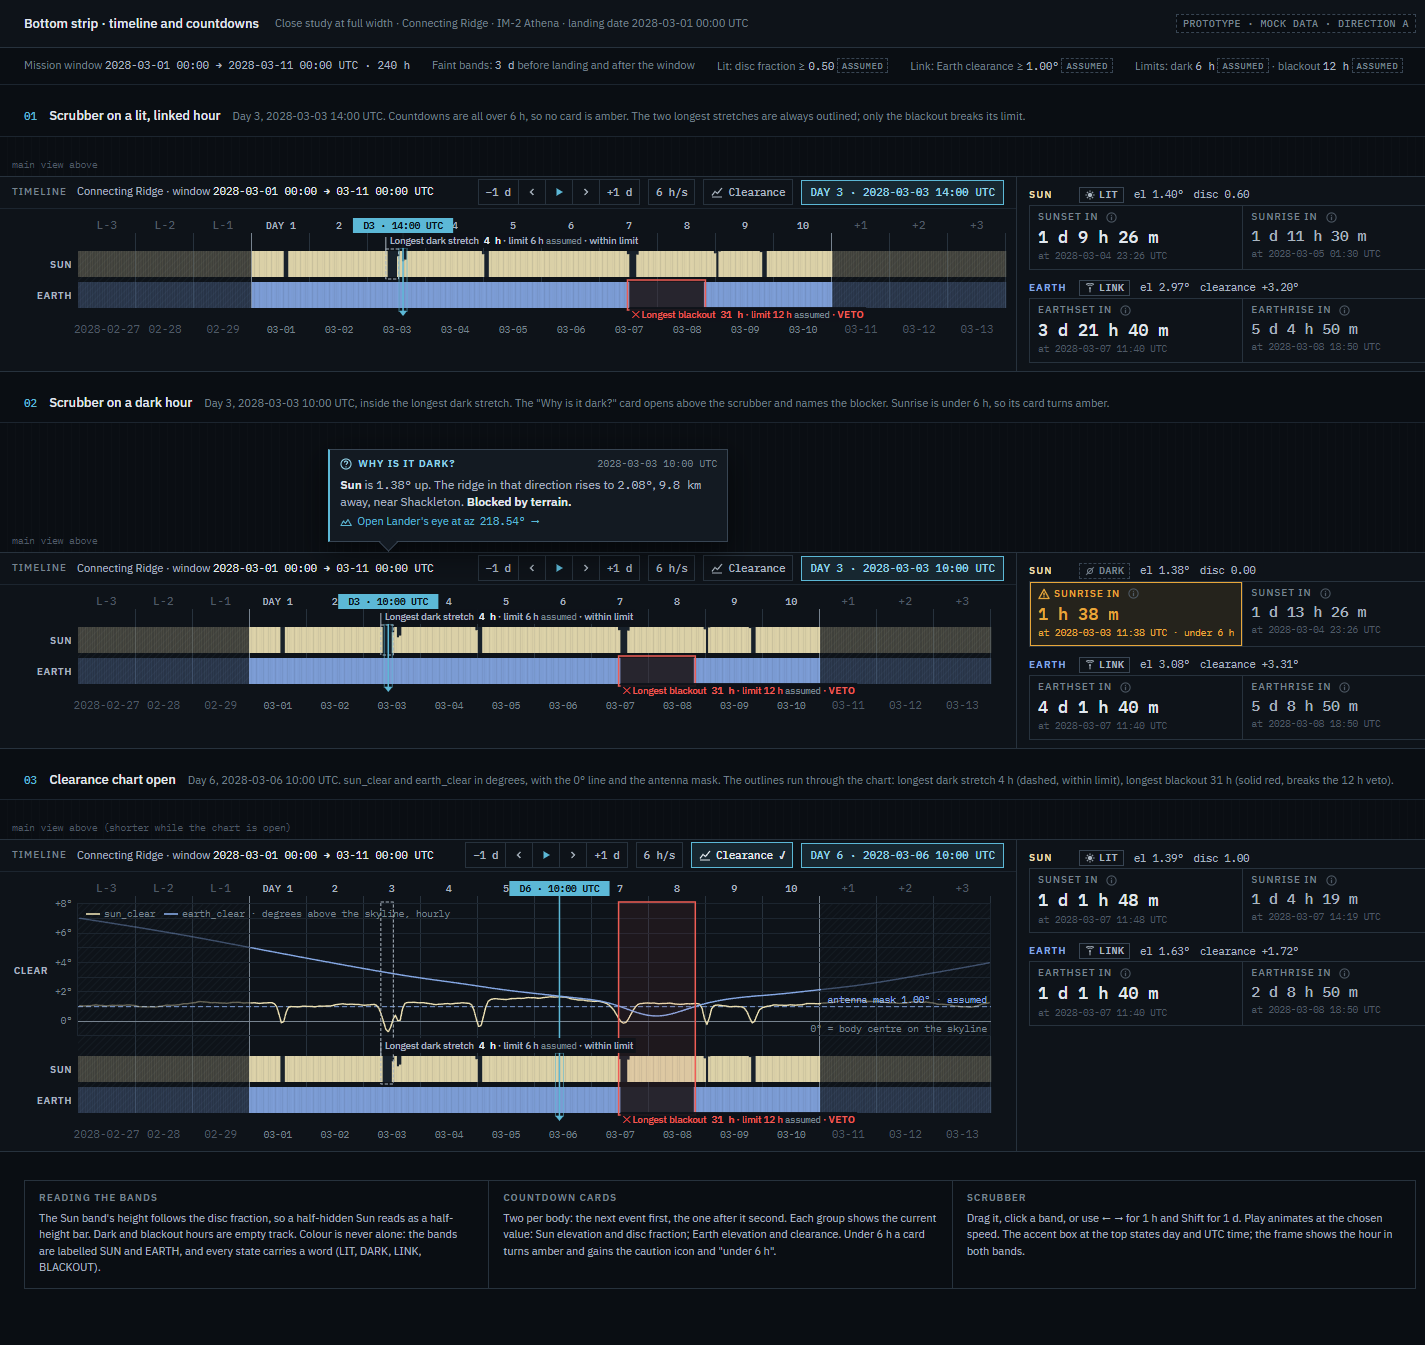 Bottom strip · timeline and countdowns
Close study at full width · Connecting Ridge · IM-2 Athena · landing date 2028-03-01 00:00 UTC
PROTOTYPE · MOCK DATA · DIRECTION A
Mission window 2028-03-01 00:00 → 2028-03-11 00:00 UTC · 240 h
Faint bands: 3 d before landing and after the window
Lit: disc fraction ≥ 0.50 ASSUMED
Link: Earth clearance ≥ 1.00° ASSUMED
Limits: dark 6 h ASSUMED · blackout 12 h ASSUMED
01 Scrubber on a lit, linked hour
Day 3, 2028-03-03 14:00 UTC. Countdowns are all over 6 h, so no card is amber. The two longest stretches are always outlined; only the blackout breaks its limit.
main view above
TIMELINE Connecting Ridge · window 2028-03-01 00:00 → 03-11 00:00 UTC
−1 d ‹ ▶ › +1 d 6 h/s Clearance DAY 3 · 2028-03-03 14:00 UTC
L-3 L-2 L-1 DAY 1 2 D3 · 14:00 UTC 4 5 6 7 8 9 10 +1 +2 +3
Longest dark stretch 4 h · limit 6 h assumed · within limit
SUN
EARTH
Longest blackout 31 h · limit 12 h assumed · VETO
2028-02-27 02-28 02-29 03-01 03-02 03-03 03-04 03-05 03-06 03-07 03-08 03-09 03-10 03-11 03-12 03-13
SUN LIT el 1.40° disc 0.60
SUNSET IN
1 d 9 h 26 m
at 2028-03-04 23:26 UTC
SUNRISE IN
1 d 11 h 30 m
at 2028-03-05 01:30 UTC
EARTH LINK el 2.97° clearance +3.20°
EARTHSET IN
3 d 21 h 40 m
at 2028-03-07 11:40 UTC
EARTHRISE IN
5 d 4 h 50 m
at 2028-03-08 18:50 UTC
02 Scrubber on a dark hour
Day 3, 2028-03-03 10:00 UTC, inside the longest dark stretch. The "Why is it dark?" card opens above the scrubber and names the blocker. Sunrise is under 6 h, so its card turns amber.
WHY IS IT DARK? 2028-03-03 10:00 UTC
Sun is 1.38° up. The ridge in that direction rises to 2.08°, 9.8 km
away, near Shackleton. Blocked by terrain.
Open Lander's eye at az 218.54° →
main view above
TIMELINE Connecting Ridge · window 2028-03-01 00:00 → 03-11 00:00 UTC
−1 d ‹ ▶ › +1 d 6 h/s Clearance DAY 3 · 2028-03-03 10:00 UTC
L-3 L-2 L-1 DAY 1 2 D3 · 10:00 UTC 4 5 6 7 8 9 10 +1 +2 +3
Longest dark stretch 4 h · limit 6 h assumed · within limit
SUN
EARTH
Longest blackout 31 h · limit 12 h assumed · VETO
2028-02-27 02-28 02-29 03-01 03-02 03-03 03-04 03-05 03-06 03-07 03-08 03-09 03-10 03-11 03-12 03-13
SUN DARK el 1.38° disc 0.00
SUNRISE IN
1 h 38 m
at 2028-03-03 11:38 UTC · under 6 h
SUNSET IN
1 d 13 h 26 m
at 2028-03-04 23:26 UTC
EARTH LINK el 3.08° clearance +3.31°
EARTHSET IN
4 d 1 h 40 m
at 2028-03-07 11:40 UTC
EARTHRISE IN
5 d 8 h 50 m
at 2028-03-08 18:50 UTC
03 Clearance chart open
Day 6, 2028-03-06 10:00 UTC. sun_clear and earth_clear in degrees, with the 0° line and the antenna mask. The outlines run through the chart: longest dark stretch 4 h (dashed, within limit), longest blackout 31 h (solid red, breaks the 12 h veto).
main view above (shorter while the chart is open)
TIMELINE Connecting Ridge · window 2028-03-01 00:00 → 03-11 00:00 UTC
−1 d ‹ ▶ › +1 d 6 h/s Clearance ✓ DAY 6 · 2028-03-06 10:00 UTC
L-3 L-2 L-1 DAY 1 2 3 4 5 D6 · 10:00 UTC 7 8 9 10 +1 +2 +3
+8°
sun_clear earth_clear · degrees above the skyline, hourly
+6°
+4°
CLEAR
+2°
antenna mask 1.00° · assumed
0°
0° = body centre on the skyline
Longest dark stretch 4 h · limit 6 h assumed · within limit
SUN
EARTH
Longest blackout 31 h · limit 12 h assumed · VETO
2028-02-27 02-28 02-29 03-01 03-02 03-03 03-04 03-05 03-06 03-07 03-08 03-09 03-10 03-11 03-12 03-13
SUN LIT el 1.39° disc 1.00
SUNSET IN
1 d 1 h 48 m
at 2028-03-07 11:48 UTC
SUNRISE IN
1 d 4 h 19 m
at 2028-03-07 14:19 UTC
EARTH LINK el 1.63° clearance +1.72°
EARTHSET IN
1 d 1 h 40 m
at 2028-03-07 11:40 UTC
EARTHRISE IN
2 d 8 h 50 m
at 2028-03-08 18:50 UTC
READING THE BANDS
The Sun band's height follows the disc fraction, so a half-hidden Sun reads as a half-
height bar. Dark and blackout hours are empty track. Colour is never alone: the bands
are labelled SUN and EARTH, and every state carries a word (LIT, DARK, LINK,
BLACKOUT).
COUNTDOWN CARDS
Two per body: the next event first, the one after it second. Each group shows the current
value: Sun elevation and disc fraction; Earth elevation and clearance. Under 6 h a card
turns amber and gains the caution icon and "under 6 h".
SCRUBBER
Drag it, click a band, or use ← → for 1 h and Shift for 1 d. Play animates at the chosen
speed. The accent box at the top states day and UTC time; the frame shows the hour in
both bands.